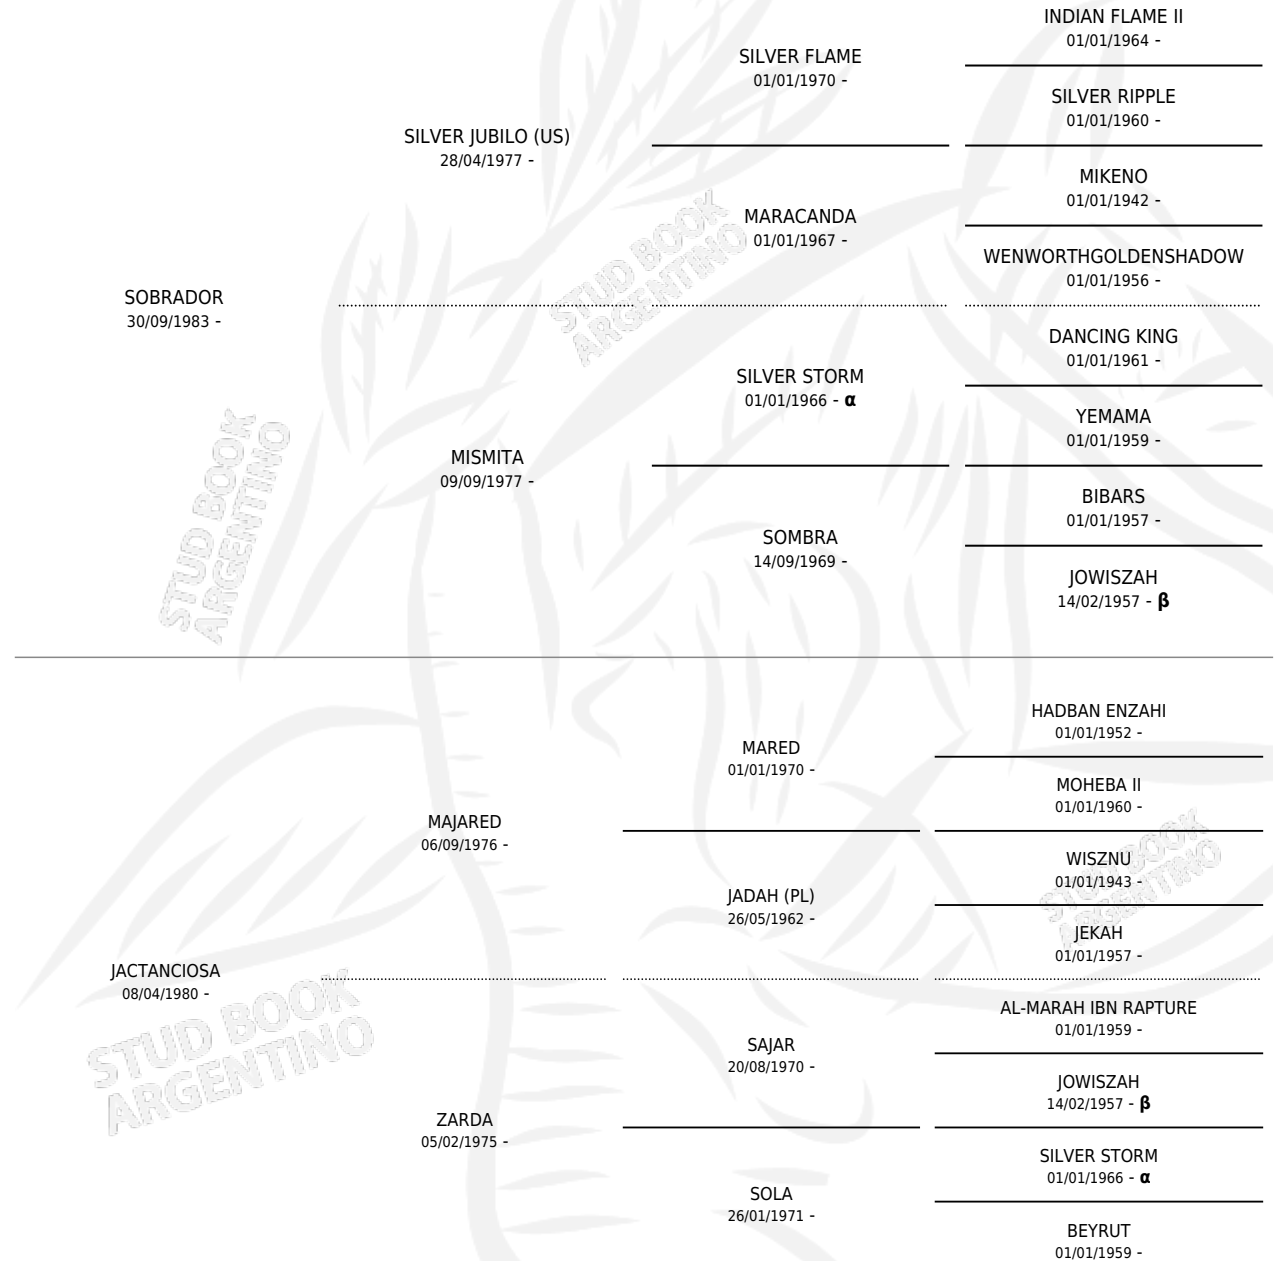 INDIAN FLAME II
01/01/1964 -
SILVER FLAME
01/01/1970 -
SILVER RIPPLE
01/01/1960 -
SILVER JUBILO (US)
28/04/1977 -
MIKENO
01/01/1942 -
MARACANDA
01/01/1967 -
WENWORTHGOLDENSHADOW
01/01/1956 -
SOBRADOR
30/09/1983 -
DANCING KING
01/01/1961 -
SILVER STORM
01/01/1966 - α
YEMAMA
01/01/1959 -
MISMITA
09/09/1977 -
BIBARS
01/01/1957 -
SOMBRA
14/09/1969 -
JOWISZAH
14/02/1957 - β
HADBAN ENZAHI
01/01/1952 -
MARED
01/01/1970 -
MOHEBA II
01/01/1960 -
MAJARED
06/09/1976 -
WISZNU
01/01/1943 -
JADAH (PL)
26/05/1962 -
JEKAH
01/01/1957 -
JACTANCIOSA
08/04/1980 -
AL-MARAH IBN RAPTURE
01/01/1959 -
SAJAR
20/08/1970 -
JOWISZAH
14/02/1957 - β
ZARDA
05/02/1975 -
SILVER STORM
01/01/1966 - α
SOLA
26/01/1971 -
BEYRUT
01/01/1959 -
STUD BOOK
ARGENTINO
STUD BOOK
ARGENTINO
STUD BOOK
ARGENTINO
STUD BOOK
ARGENTINO